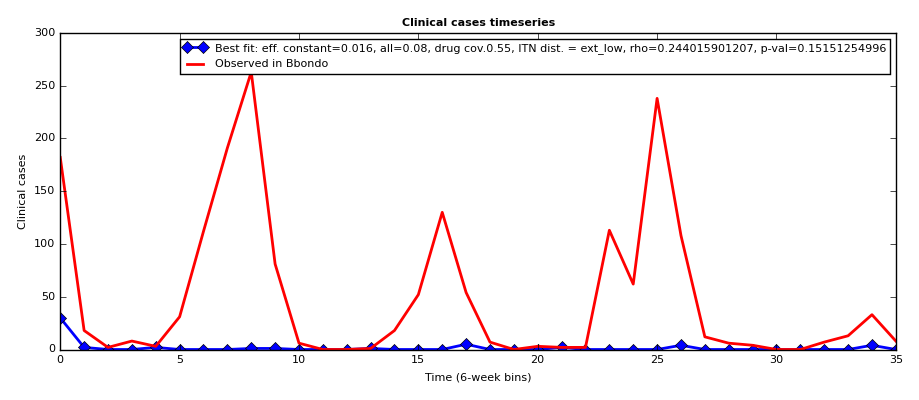 Clinical cases timeseries
300
250
200
150
100
50
0
Clinical cases
Best fit: eff. constant=0.016, all=0.08, drug cov.0.55, ITN dist. = ext_low, rho=0.244015901207, p-val=0.15151254996
Observed in Bbondo
0 5 10 15 20 25 30 35
Time (6-week bins)